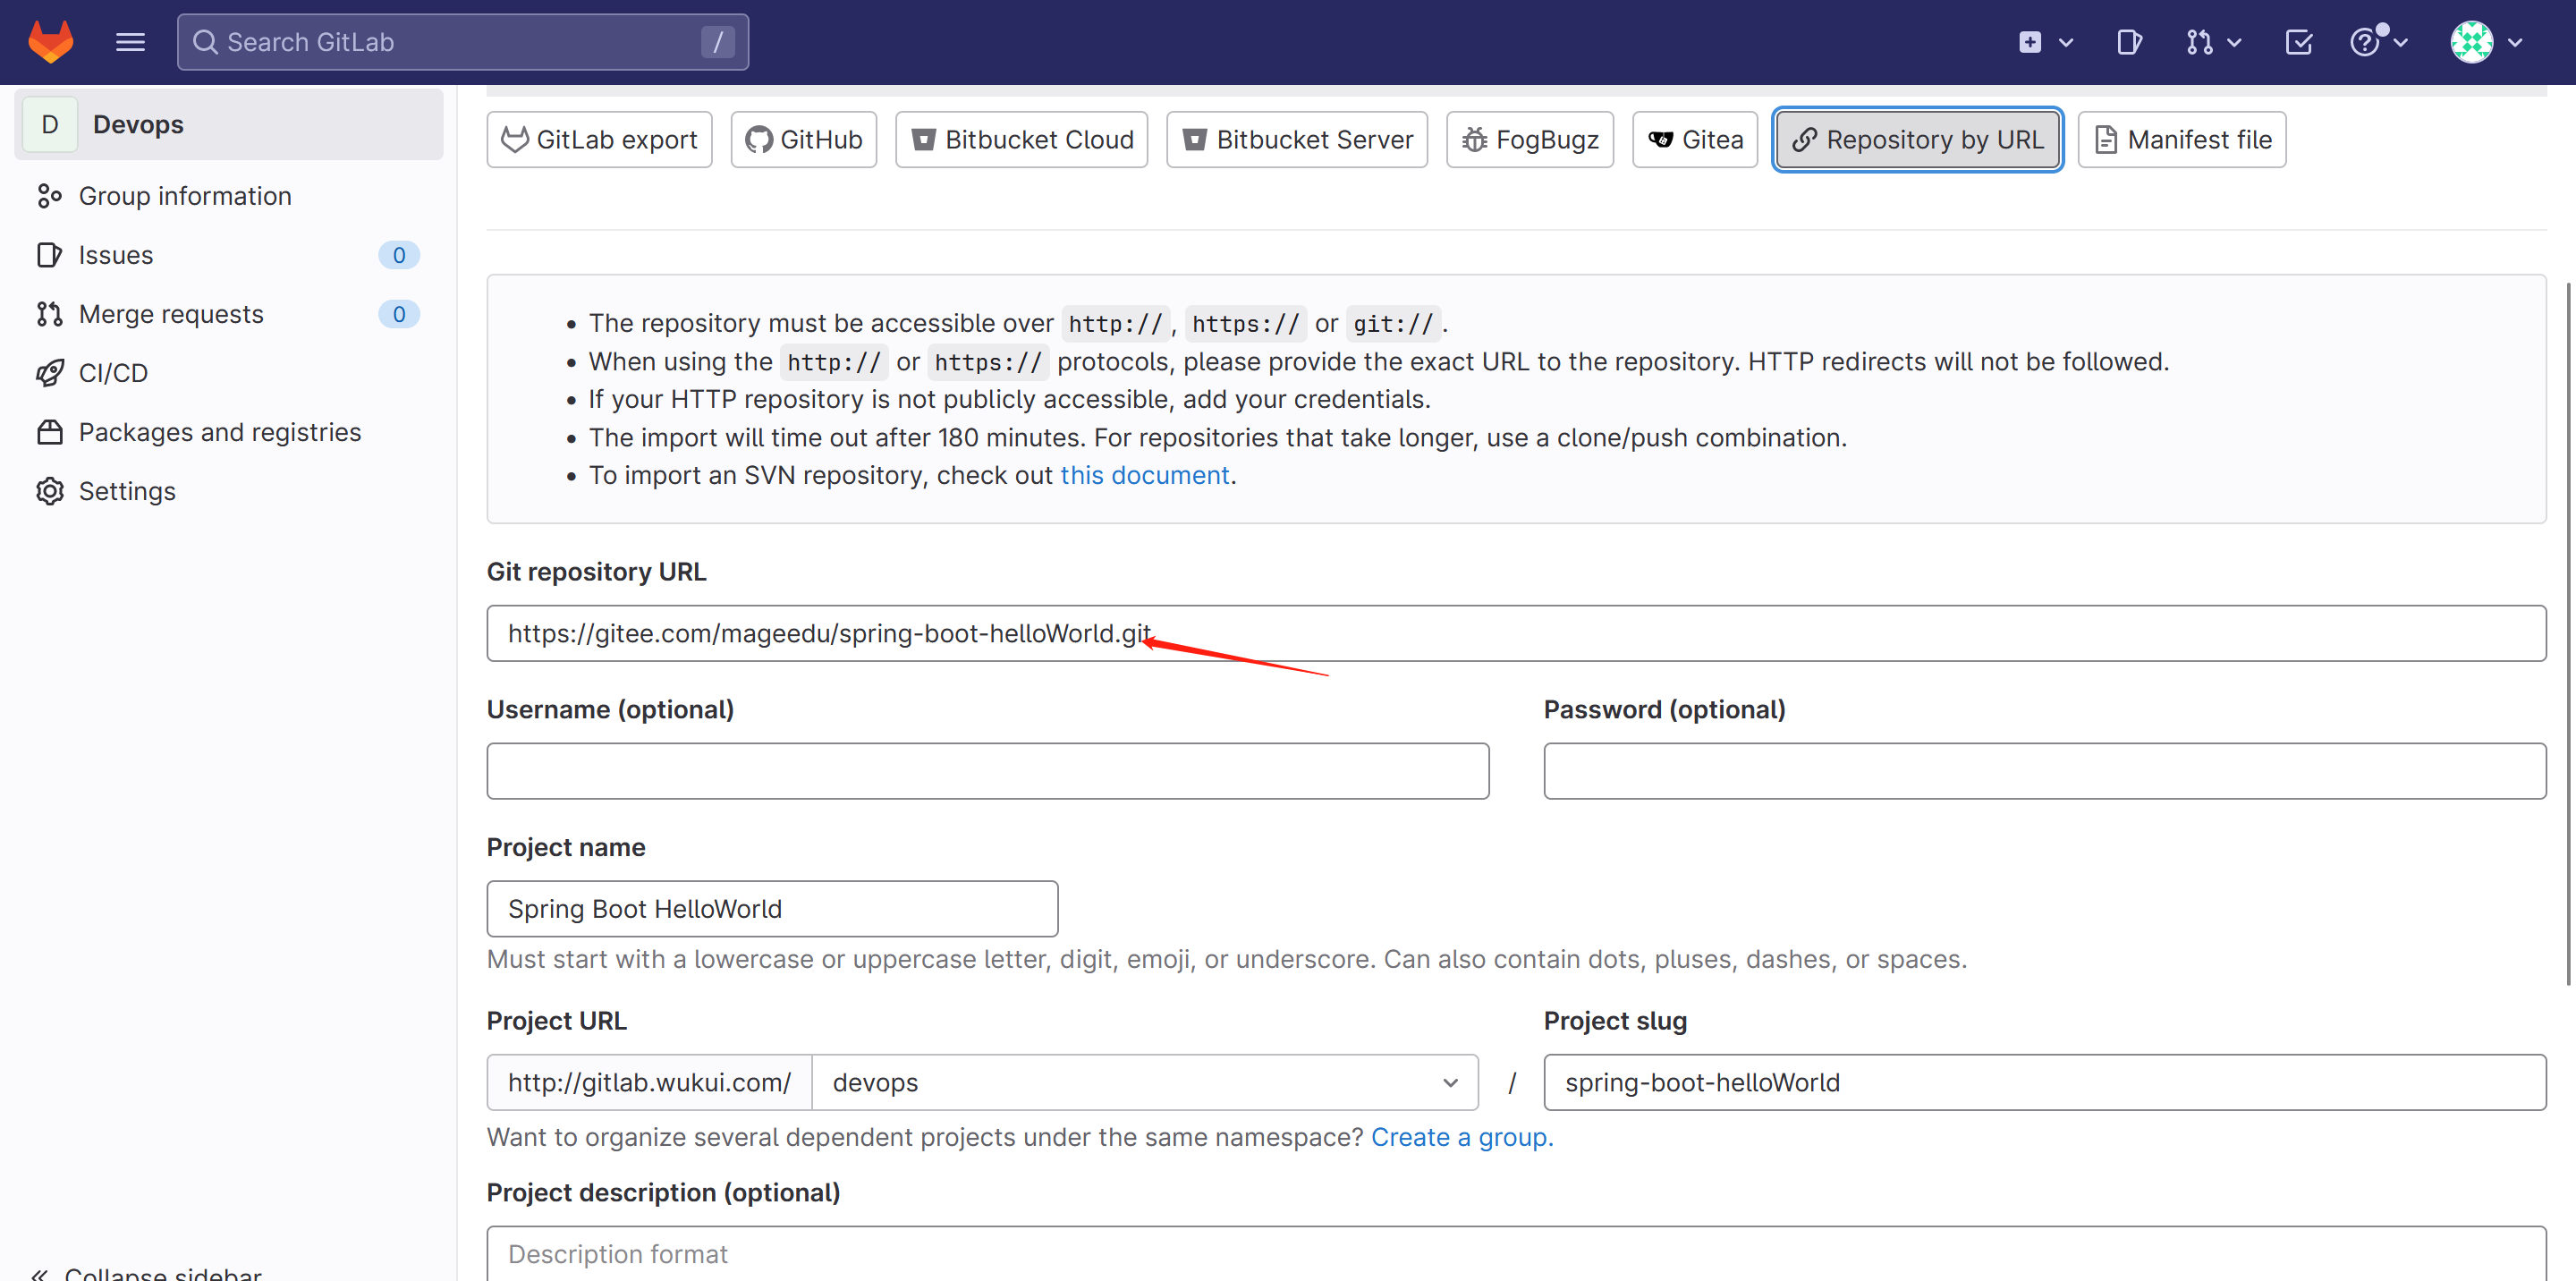 Search GitLab /
D Devops
Group information
Issues 0
Merge requests 0
CI/CD
Packages and registries
Settings
Collapse sidebar
GitLab export GitHub Bitbucket Cloud Bitbucket Server FogBugz Gitea Repository by URL Manifest file
The repository must be accessible over http://, https:// or git://.
When using the http:// or https:// protocols, please provide the exact URL to the repository. HTTP redirects will not be followed.
If your HTTP repository is not publicly accessible, add your credentials.
The import will time out after 180 minutes. For repositories that take longer, use a clone/push combination.
To import an SVN repository, check out this document.
Git repository URL
https://gitee.com/mageedu/spring-boot-helloWorld.git
Username (optional) Password (optional)
Project name
Spring Boot HelloWorld
Must start with a lowercase or uppercase letter, digit, emoji, or underscore. Can also contain dots, pluses, dashes, or spaces.
Project URL Project slug
http://gitlab.wukui.com/ devops / spring-boot-helloWorld
Want to organize several dependent projects under the same namespace? Create a group.
Project description (optional)
Description format